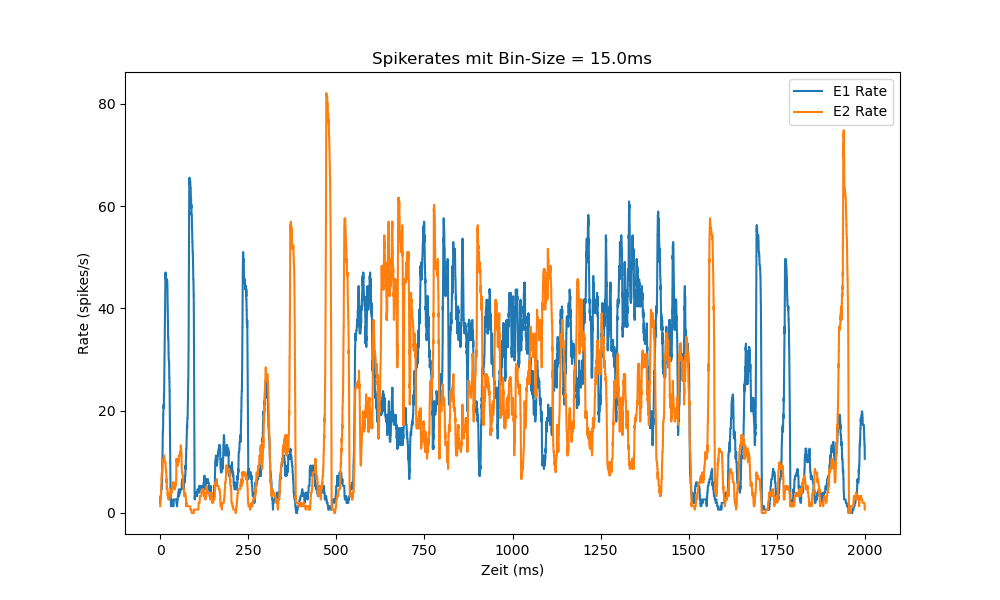 Spikerates mit Bin-Size = 15.0ms
E1 Rate
E2 Rate
Rate (spikes/s)
80
60
40
20
0
0 250 500 750 1000 1250 1500 1750 2000
Zeit (ms)